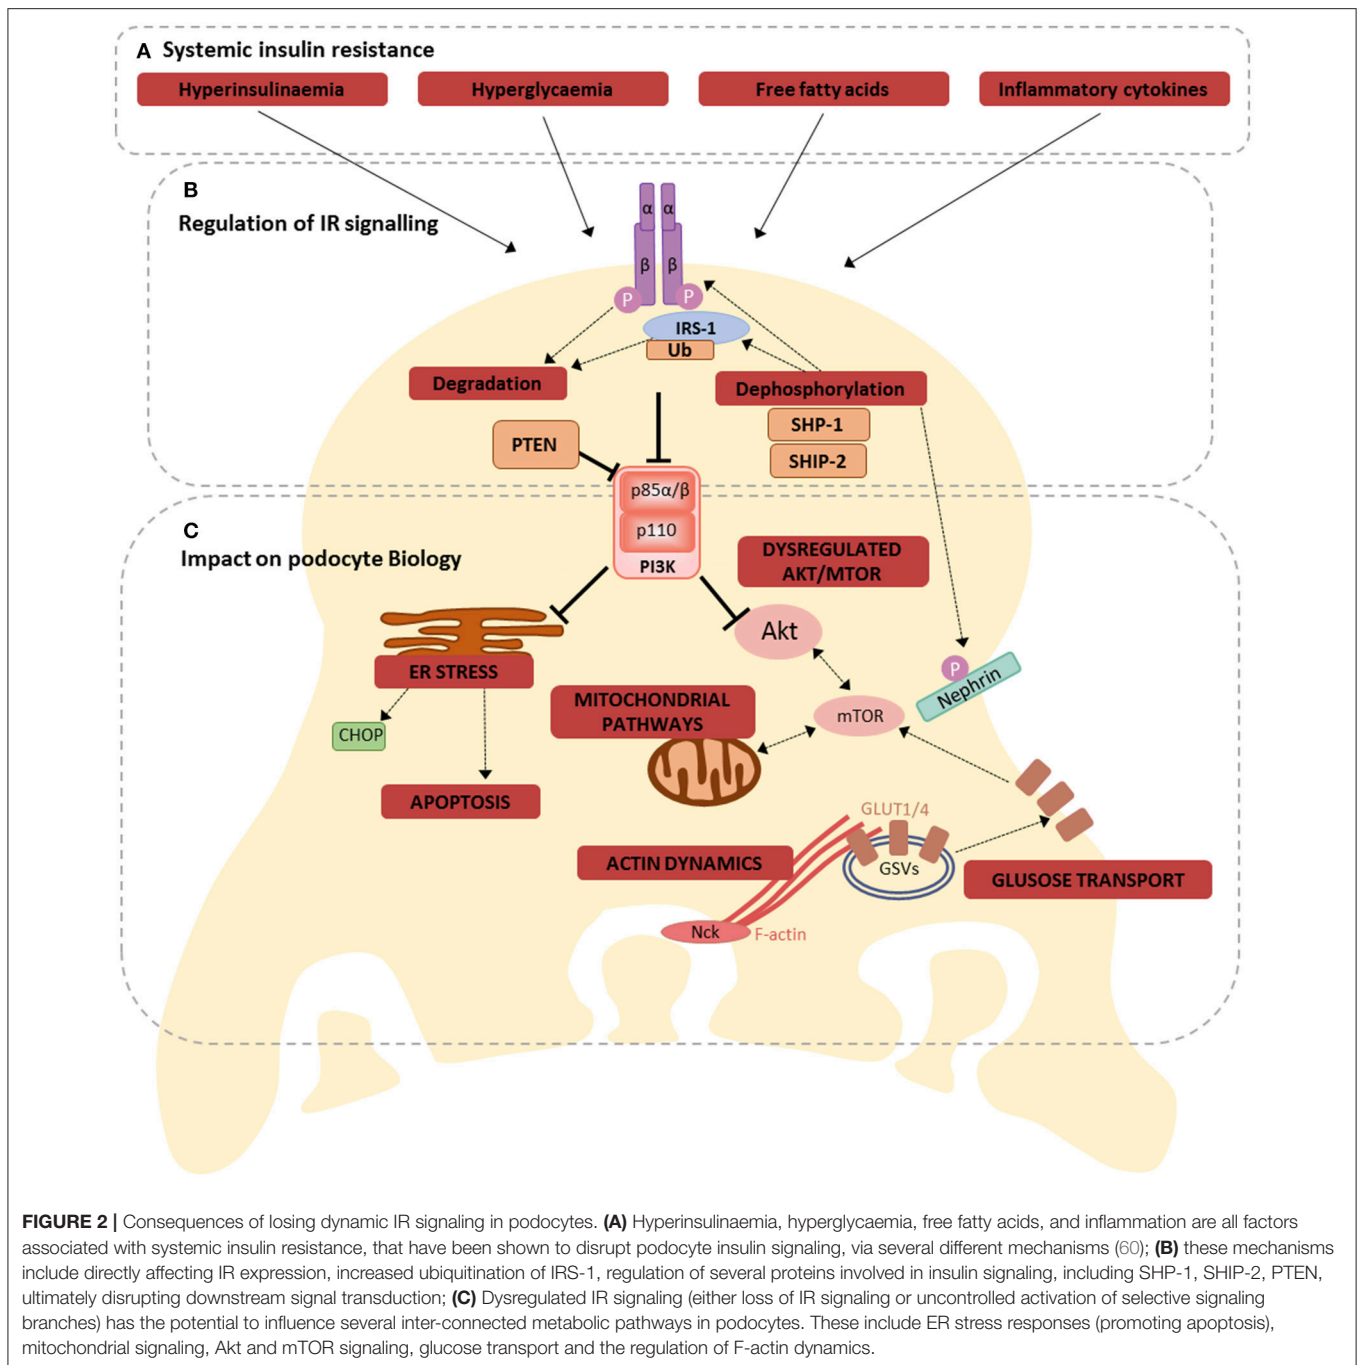 A Systemic insulin resistance
Hyperinsulinaemia
Hyperglycaemia
Free fatty acids
Inflammatory cytokines
B
Regulation of IR signalling
α α
β β
P P
IRS-1
Ub
Degradation
Dephosphorylation
SHP-1
SHIP-2
PTEN
p85α/β
p110
PI3K
C
Impact on podocyte Biology
DYSREGULATED
AKT/MTOR
Akt
ER STRESS
CHOP
APOPTOSIS
MITOCHONDRIAL
PATHWAYS
mTOR
P
Nephrin
GLUT1/4
GSVs
ACTIN DYNAMICS
GLUSOSE TRANSPORT
Nck
F-actin
FIGURE 2 | Consequences of losing dynamic IR signaling in podocytes. (A) Hyperinsulinaemia, hyperglycaemia, free fatty acids, and inflammation are all factors
associated with systemic insulin resistance, that have been shown to disrupt podocyte insulin signaling, via several different mechanisms (60); (B) these mechanisms
include directly affecting IR expression, increased ubiquitination of IRS-1, regulation of several proteins involved in insulin signaling, including SHP-1, SHIP-2, PTEN,
ultimately disrupting downstream signal transduction; (C) Dysregulated IR signaling (either loss of IR signaling or uncontrolled activation of selective signaling
branches) has the potential to influence several inter-connected metabolic pathways in podocytes. These include ER stress responses (promoting apoptosis),
mitochondrial signaling, Akt and mTOR signaling, glucose transport and the regulation of F-actin dynamics.